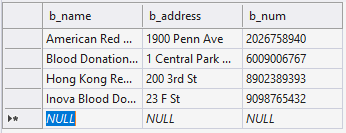 b_name b_address b_num
American Red ... 1900 Penn Ave 2026758940
Blood Donation... 1 Central Park ... 6009006767
Hong Kong Re... 200 3rd St 8902389393
Inova Blood Do... 23 F St 9098765432
NULL NULL NULL